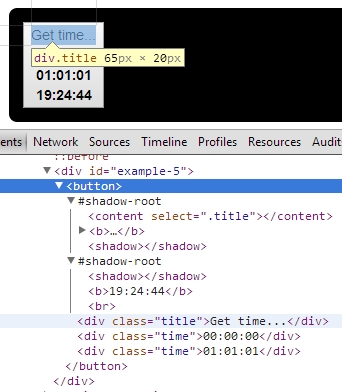 Get time...
div.title 65px × 20px
01:01:01
19:24:44
ents Network Sources Timeline Profiles Resources Audits
::before
<div id="example-5">
▼<button>
▼#shadow-root
<content select=".title"></content>
▶<b>…</b>
<shadow></shadow>
▼#shadow-root
<shadow></shadow>
<b>19:24:44</b>
<br>
<div class="title">Get time...</div>
<div class="time">00:00:00</div>
<div class="time">01:01:01</div>
</button>
</div>